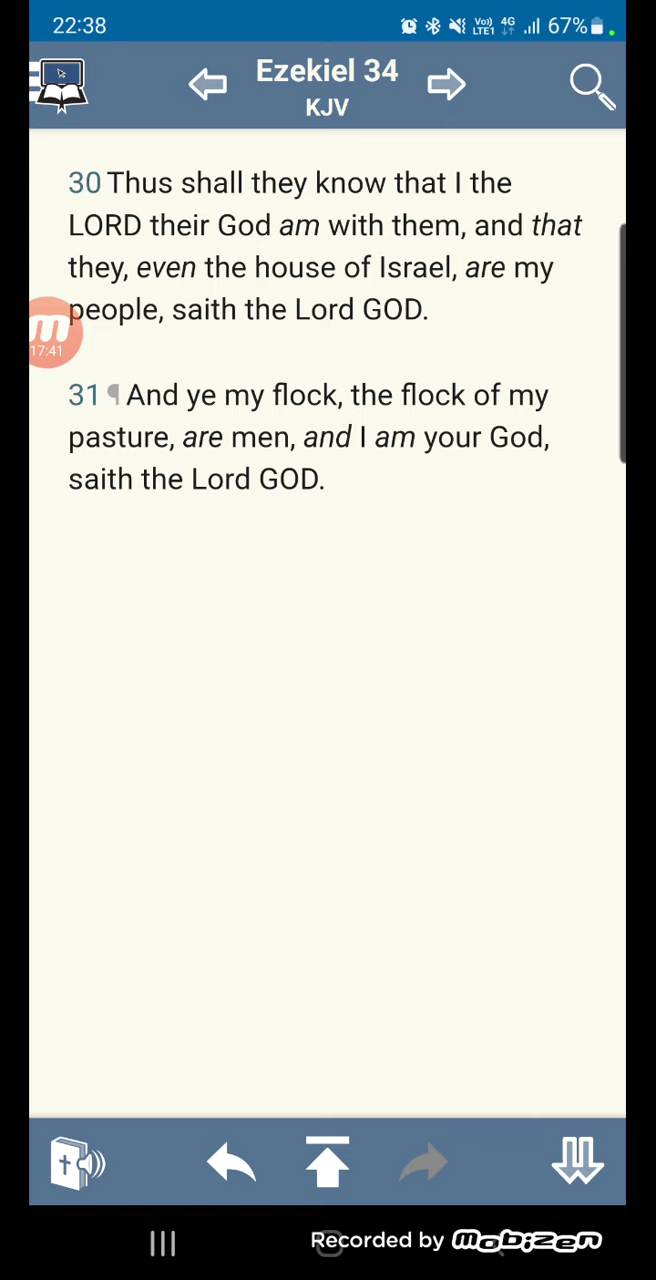 22:38
Vo)) 4G
LTE1
67%
Ezekiel 34
KJV
30 Thus shall they know that I the
LORD their God am with them, and that
they, even the house of Israel, are my
people, saith the Lord GOD.
m
17:41
31 ¶ And ye my flock, the flock of my
pasture, are men, and I am your God,
saith the Lord GOD.
Recorded by mobizen